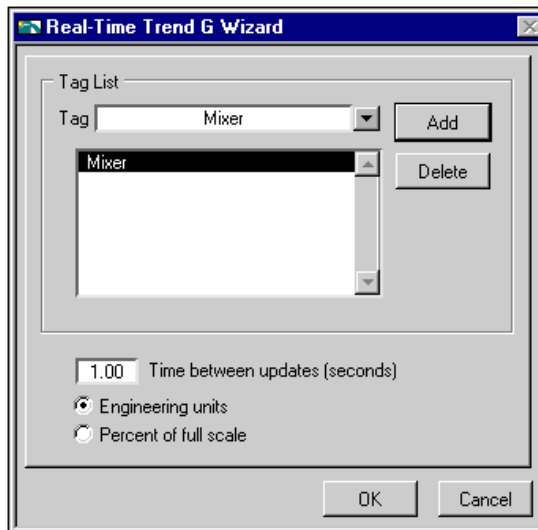 Real-Time Trend G Wizard
Tag List
Tag Mixer Add
Mixer
Delete
1.00 Time between updates (seconds)
Engineering units
Percent of full scale
OK Cancel